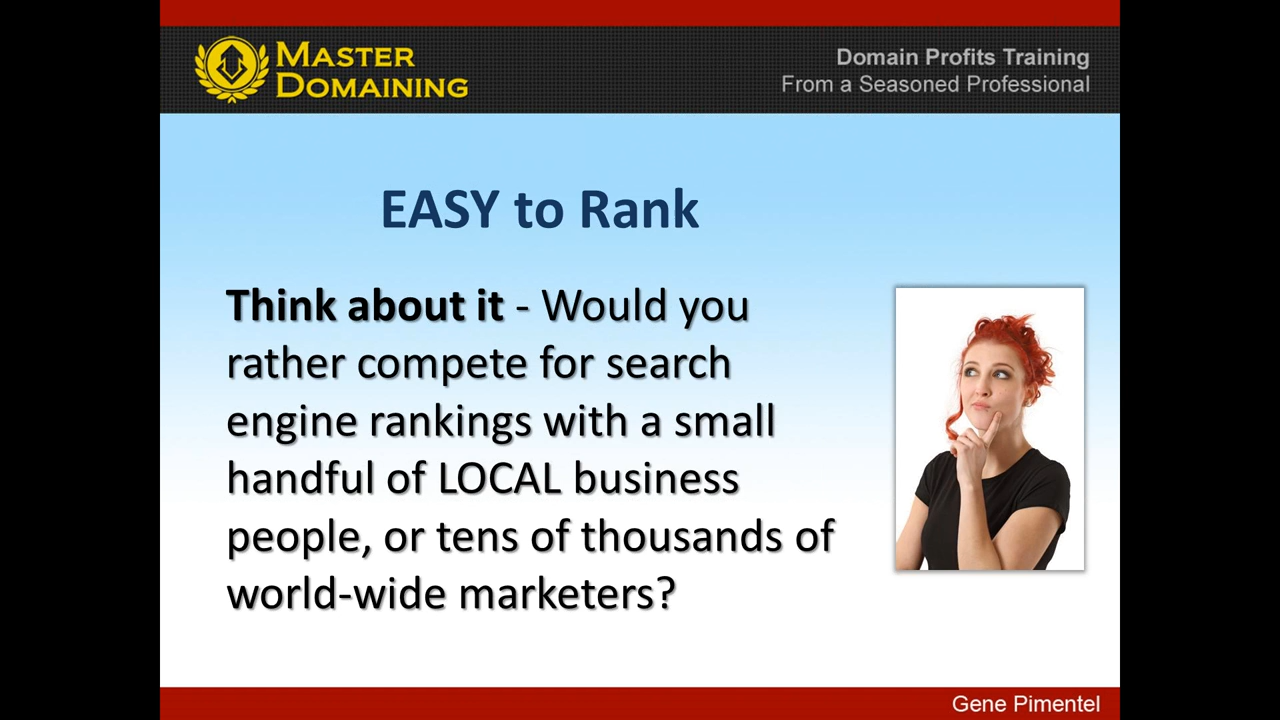 MASTER
DOMAINING
Domain Profits Training
From a Seasoned Professional
EASY to Rank
Think about it - Would you
rather compete for search
engine rankings with a small
handful of LOCAL business
people, or tens of thousands of
world-wide marketers?
Gene Pimentel